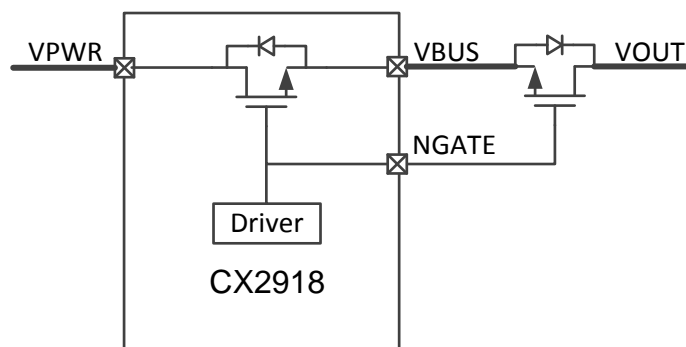 VPWR
VBUS
VOUT
NGATE
Driver
CX2918